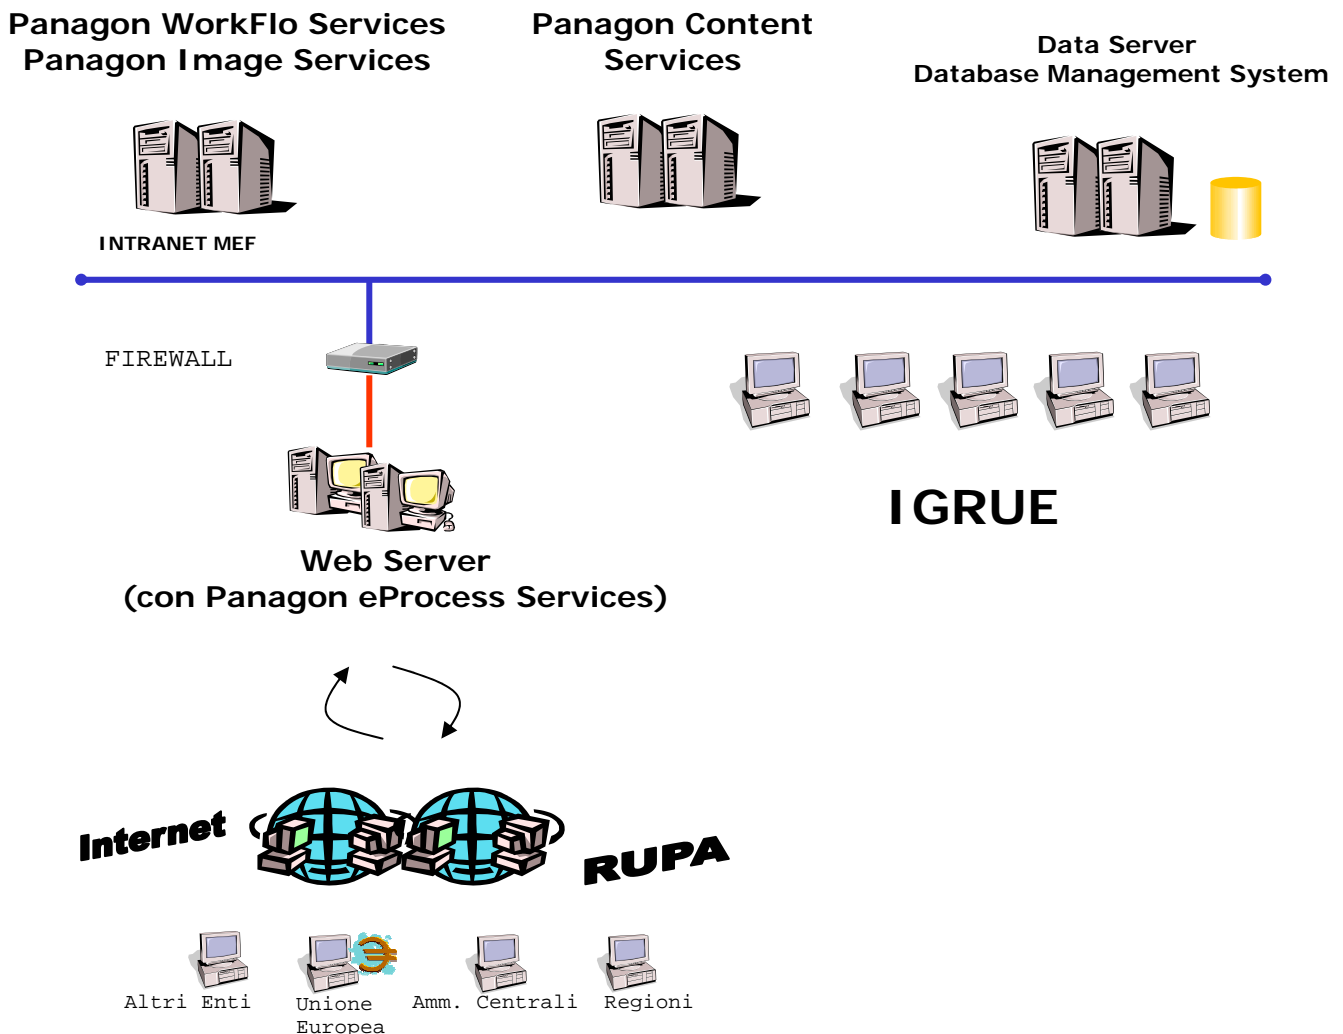 Panagon WorkFlo Services
Panagon Image Services
Panagon Content
Services
Data Server
Database Management System
INTRANET MEF
FIREWALL
IGRUE
Web Server
(con Panagon eProcess Services)
Internet
RUPA
Altri Enti
Unione
Europea
Amm. Centrali
Regioni